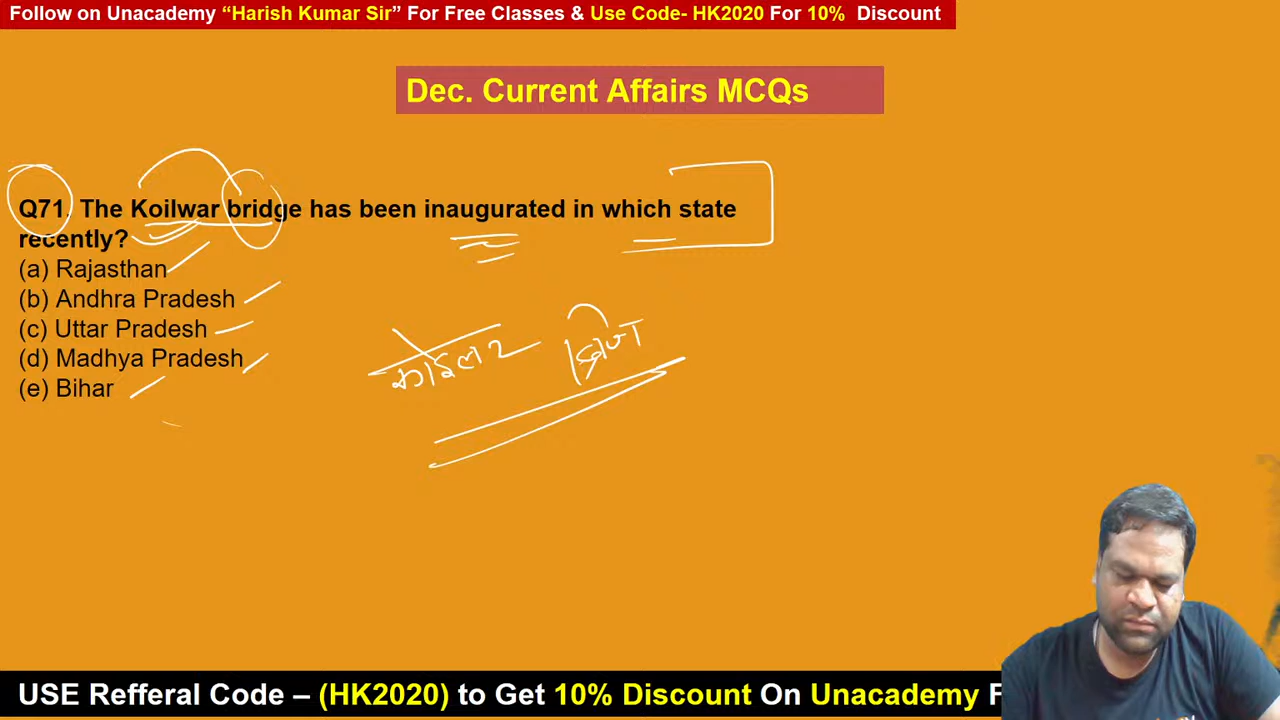 Follow on Unacademy “Harish Kumar Sir” For Free Classes & Use Code- HK2020 For 10% Discount
Dec. Current Affairs MCQs
Q71. The Koilwar bridge has been inaugurated in which state
recently?
(a) Rajasthan
(b) Andhra Pradesh
(c) Uttar Pradesh
(d) Madhya Pradesh
(e) Bihar
USE Refferal Code – (HK2020) to Get 10% Discount On Unacademy F